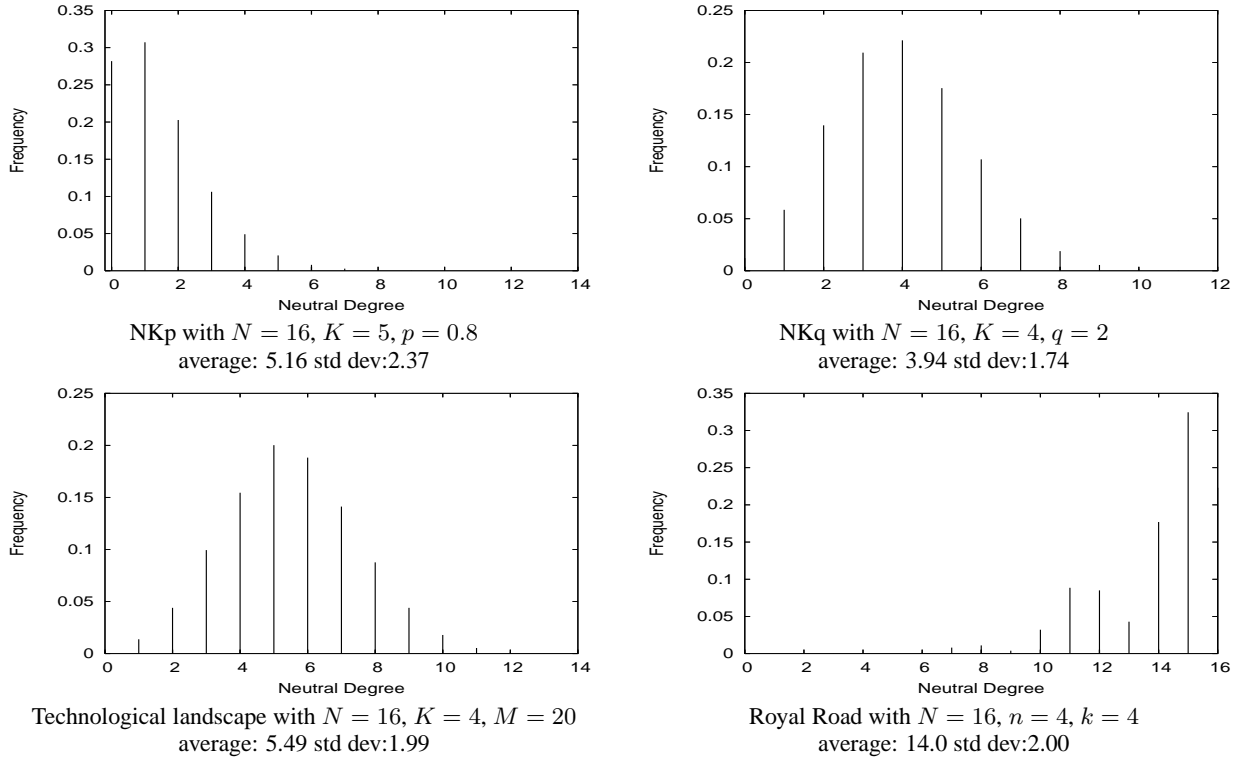 0.35
0.3
0.25
0.2
0.15
0.1
0.05
0
Frequency
0 2 4 6 8 10 12 14
Neutral Degree
NKp with N = 16, K = 5, p = 0.8
average: 5.16 std dev:2.37
0.25
0.2
0.15
0.1
0.05
0
Frequency
0 2 4 6 8 10 12
Neutral Degree
NKq with N = 16, K = 4, q = 2
average: 3.94 std dev:1.74
0.25
0.2
0.15
0.1
0.05
0
Frequency
0 2 4 6 8 10 12 14
Neutral Degree
Technological landscape with N = 16, K = 4, M = 20
average: 5.49 std dev:1.99
0.35
0.3
0.25
0.2
0.15
0.1
0.05
0
Frequency
0 2 4 6 8 10 12 14 16
Neutral Degree
Royal Road with N = 16, n = 4, k = 4
average: 14.0 std dev:2.00